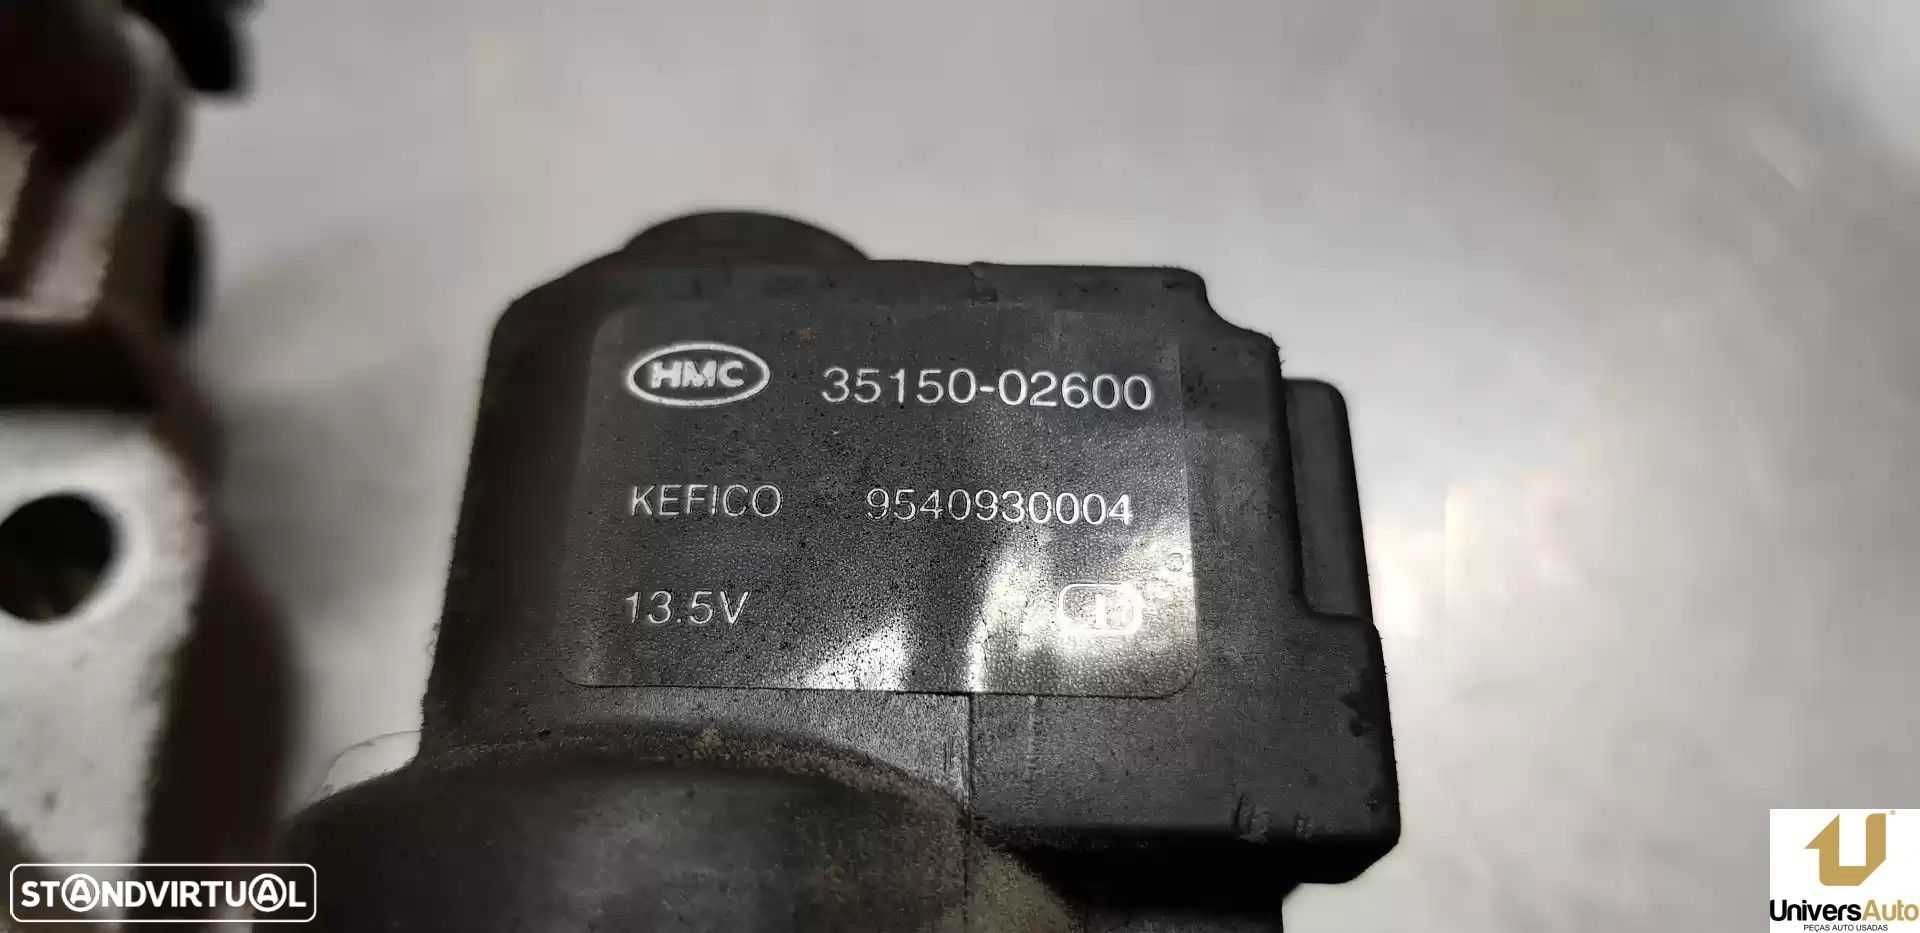 HMC 35150-02600
KEFICO 9540930004
13.5V
STANDVIRTUAL
UniversAuto
PEÇAS AUTO USADAS